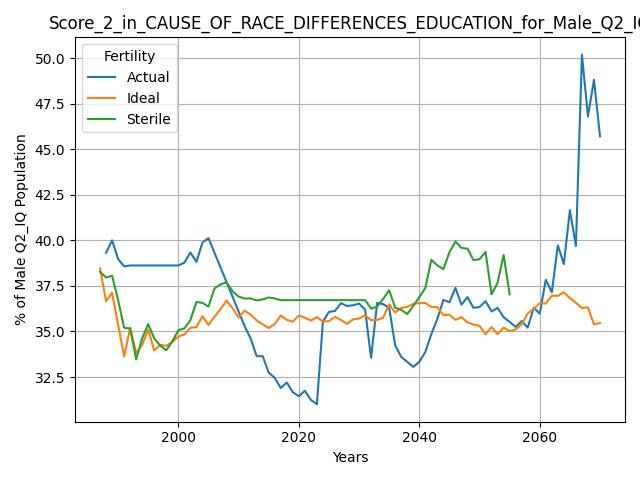 Score_2_in_CAUSE_OF_RACE_DIFFERENCES_EDUCATION_for_Male_Q2_IQ
Fertility
Actual
Ideal
Sterile
% of Male Q2_IQ Population
50.0
47.5
45.0
42.5
40.0
37.5
35.0
32.5
2000 2020 2040 2060
Years